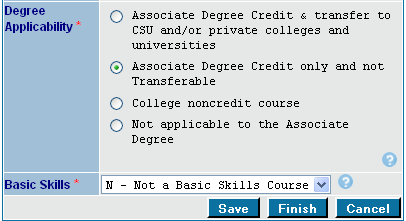 Degree
Applicability *
Associate Degree Credit & transfer to
CSU and/or private colleges and
universities
Associate Degree Credit only and not
Transferable
College noncredit course
Not applicable to the Associate
Degree
?
Basic Skills *
N - Not a Basic Skills Course
?
Save
Finish
Cancel